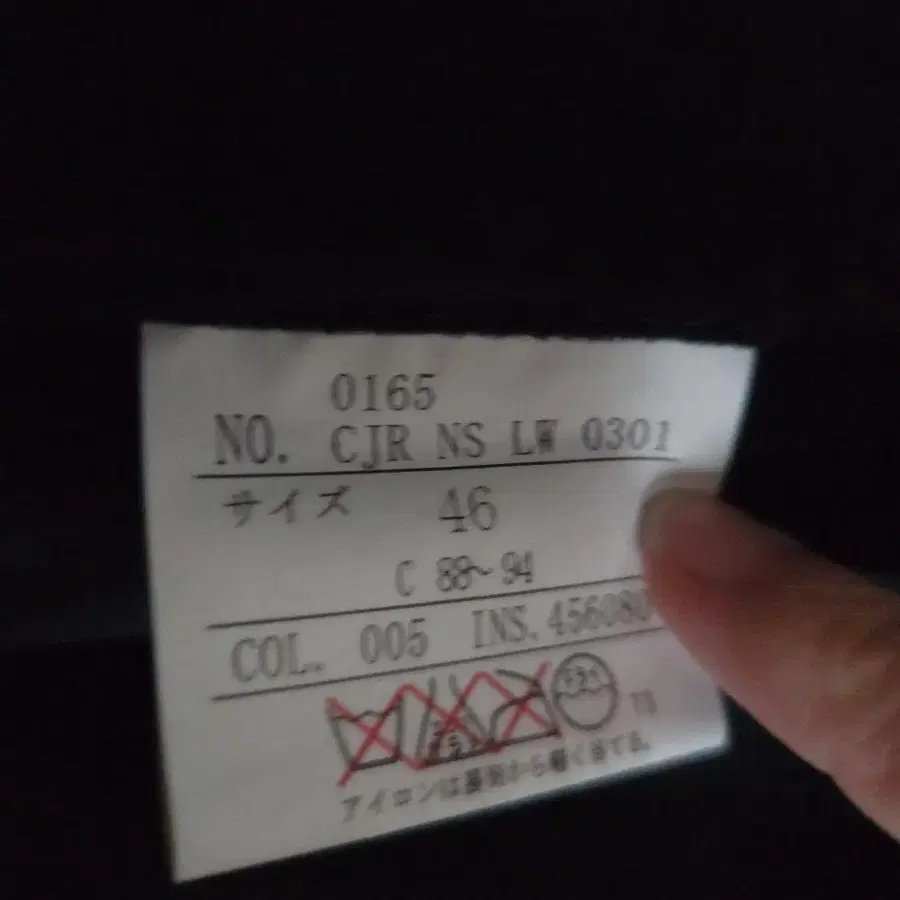 0165
NO. CJR NS LW 0301
サイズ 46
C 88~94
COL. 005 INS. 456080
アイロンは裏側から軽く当てる。